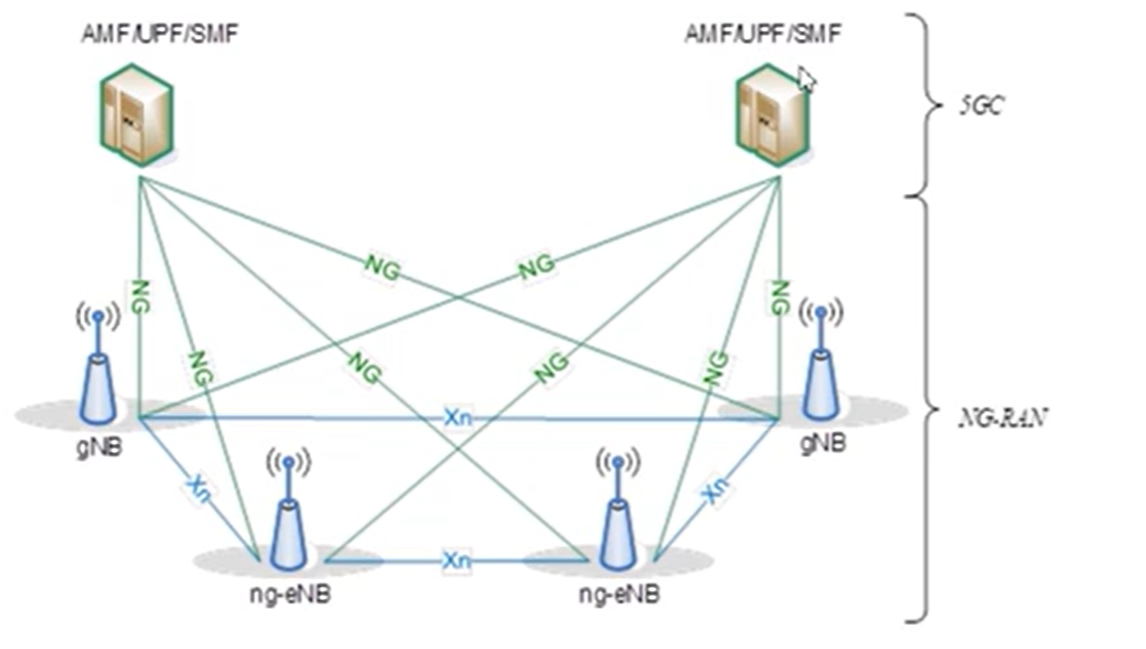 AMF/UPF/SMF
AMF/UPF/SMF
5GC
NG
NG
NG
NG
NG
NG
NG
NG
Xn
gNB
gNB
NG-RAN
Xn
Xn
Xn
ng-eNB
ng-eNB